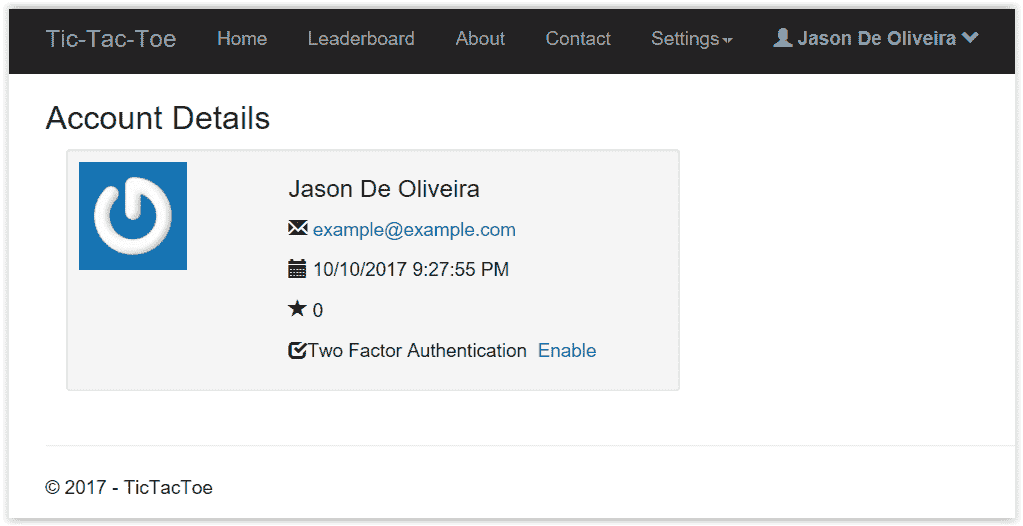 Tic-Tac-Toe Home Leaderboard About Contact Settings Jason De Oliveira
Account Details
Jason De Oliveira
example@example.com
10/10/2017 9:27:55 PM
0
Two Factor Authentication Enable
© 2017 - TicTacToe